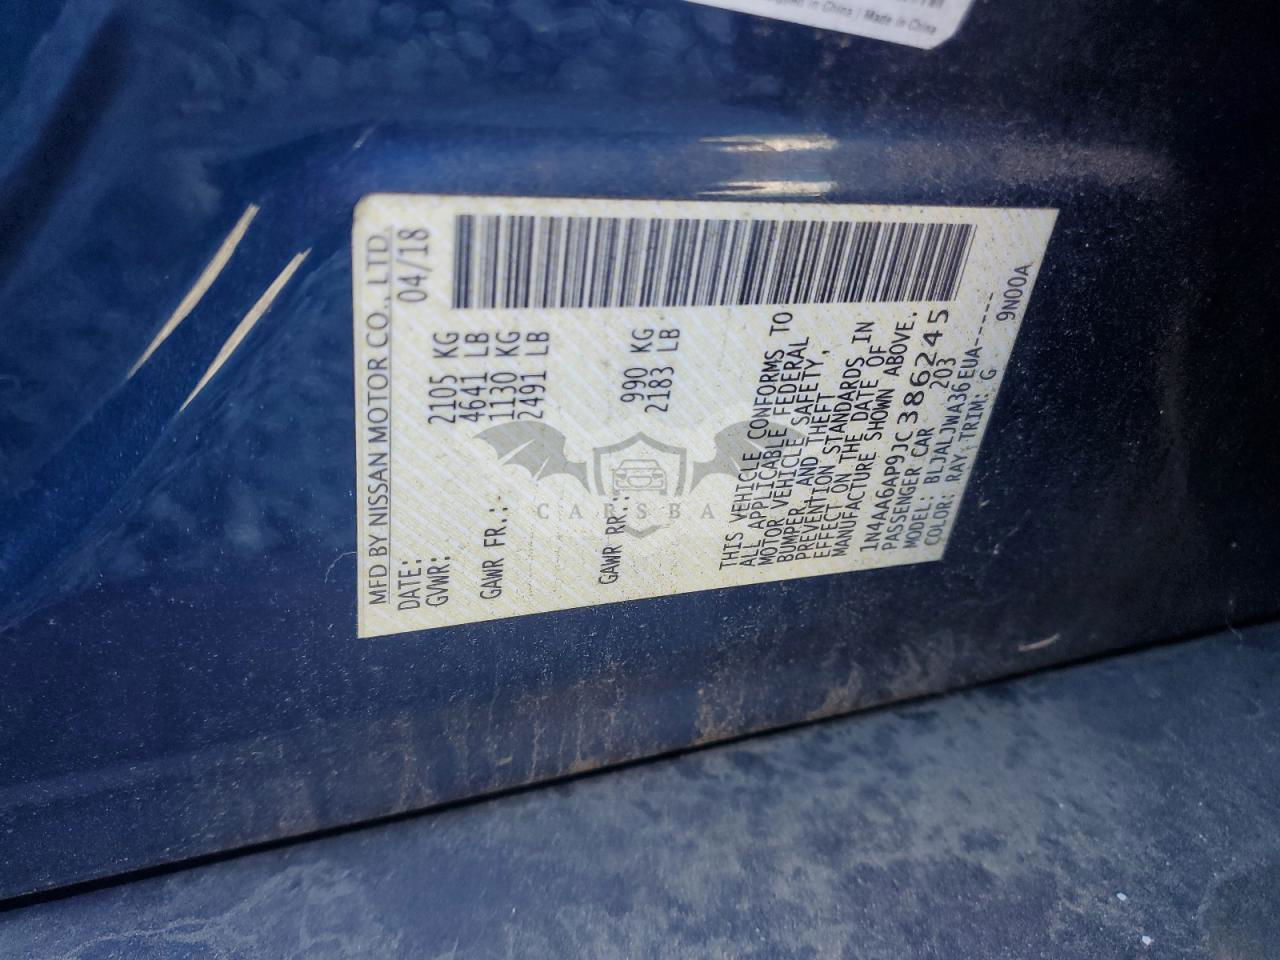 Made in China
MFD BY NISSAN MOTOR CO., LTD.
DATE: 04/18
GVWR: 2105 KG
4641 LB
GAWR FR.: 1130 KG
2491 LB
GAWR RR.: 990 KG
2183 LB
THIS VEHICLE CONFORMS TO
ALL APPLICABLE FEDERAL
MOTOR VEHICLE SAFETY,
BUMPER, AND THEFT
PREVENTION STANDARDS IN
EFFECT ON THE DATE OF
MANUFACTURE SHOWN ABOVE.
1N4AA6AP9JC386245
PASSENGER CAR 203
MODEL: BLJALJWA36EUA-----
COLOR: RAY TRIM: G 9N00A
CARSBA